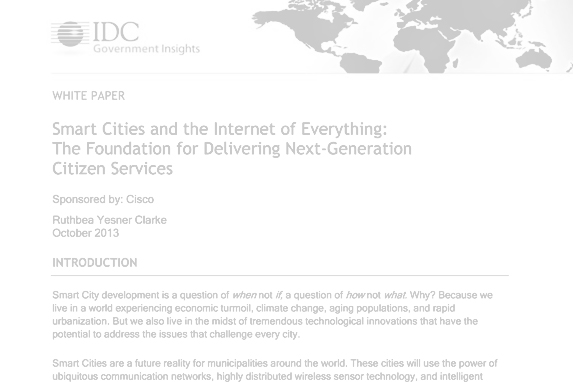 IDC
Government Insights
WHITE PAPER
Smart Cities and the Internet of Everything:
The Foundation for Delivering Next-Generation
Citizen Services
Sponsored by: Cisco
Ruthbea Yesner Clarke
October 2013
INTRODUCTION
Smart City development is a question of when not if, a question of how not what. Why? Because we
live in a world experiencing economic turmoil, climate change, aging populations, and rapid
urbanization. But we also live in the midst of tremendous technological innovations that have the
potential to address the issues that challenge every city.
Smart Cities are a future reality for municipalities around the world. These cities will use the power of
ubiquitous communication networks, highly distributed wireless sensor technology, and intelligent